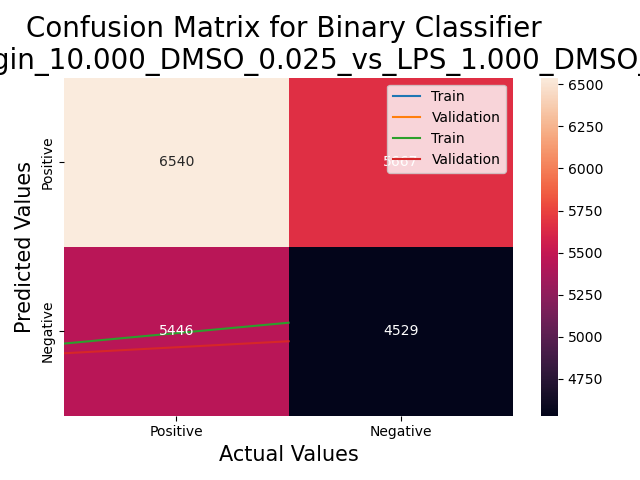 Confusion Matrix for Binary Classifier
gin_10.000_DMSO_0.025_vs_LPS_1.000_DMSO_
Train
Validation
Train
Validation
6540
5446
4529
Positive
Negative
Predicted Values
Positive
Negative
Actual Values
6500
6250
6000
5750
5500
5250
5000
4750